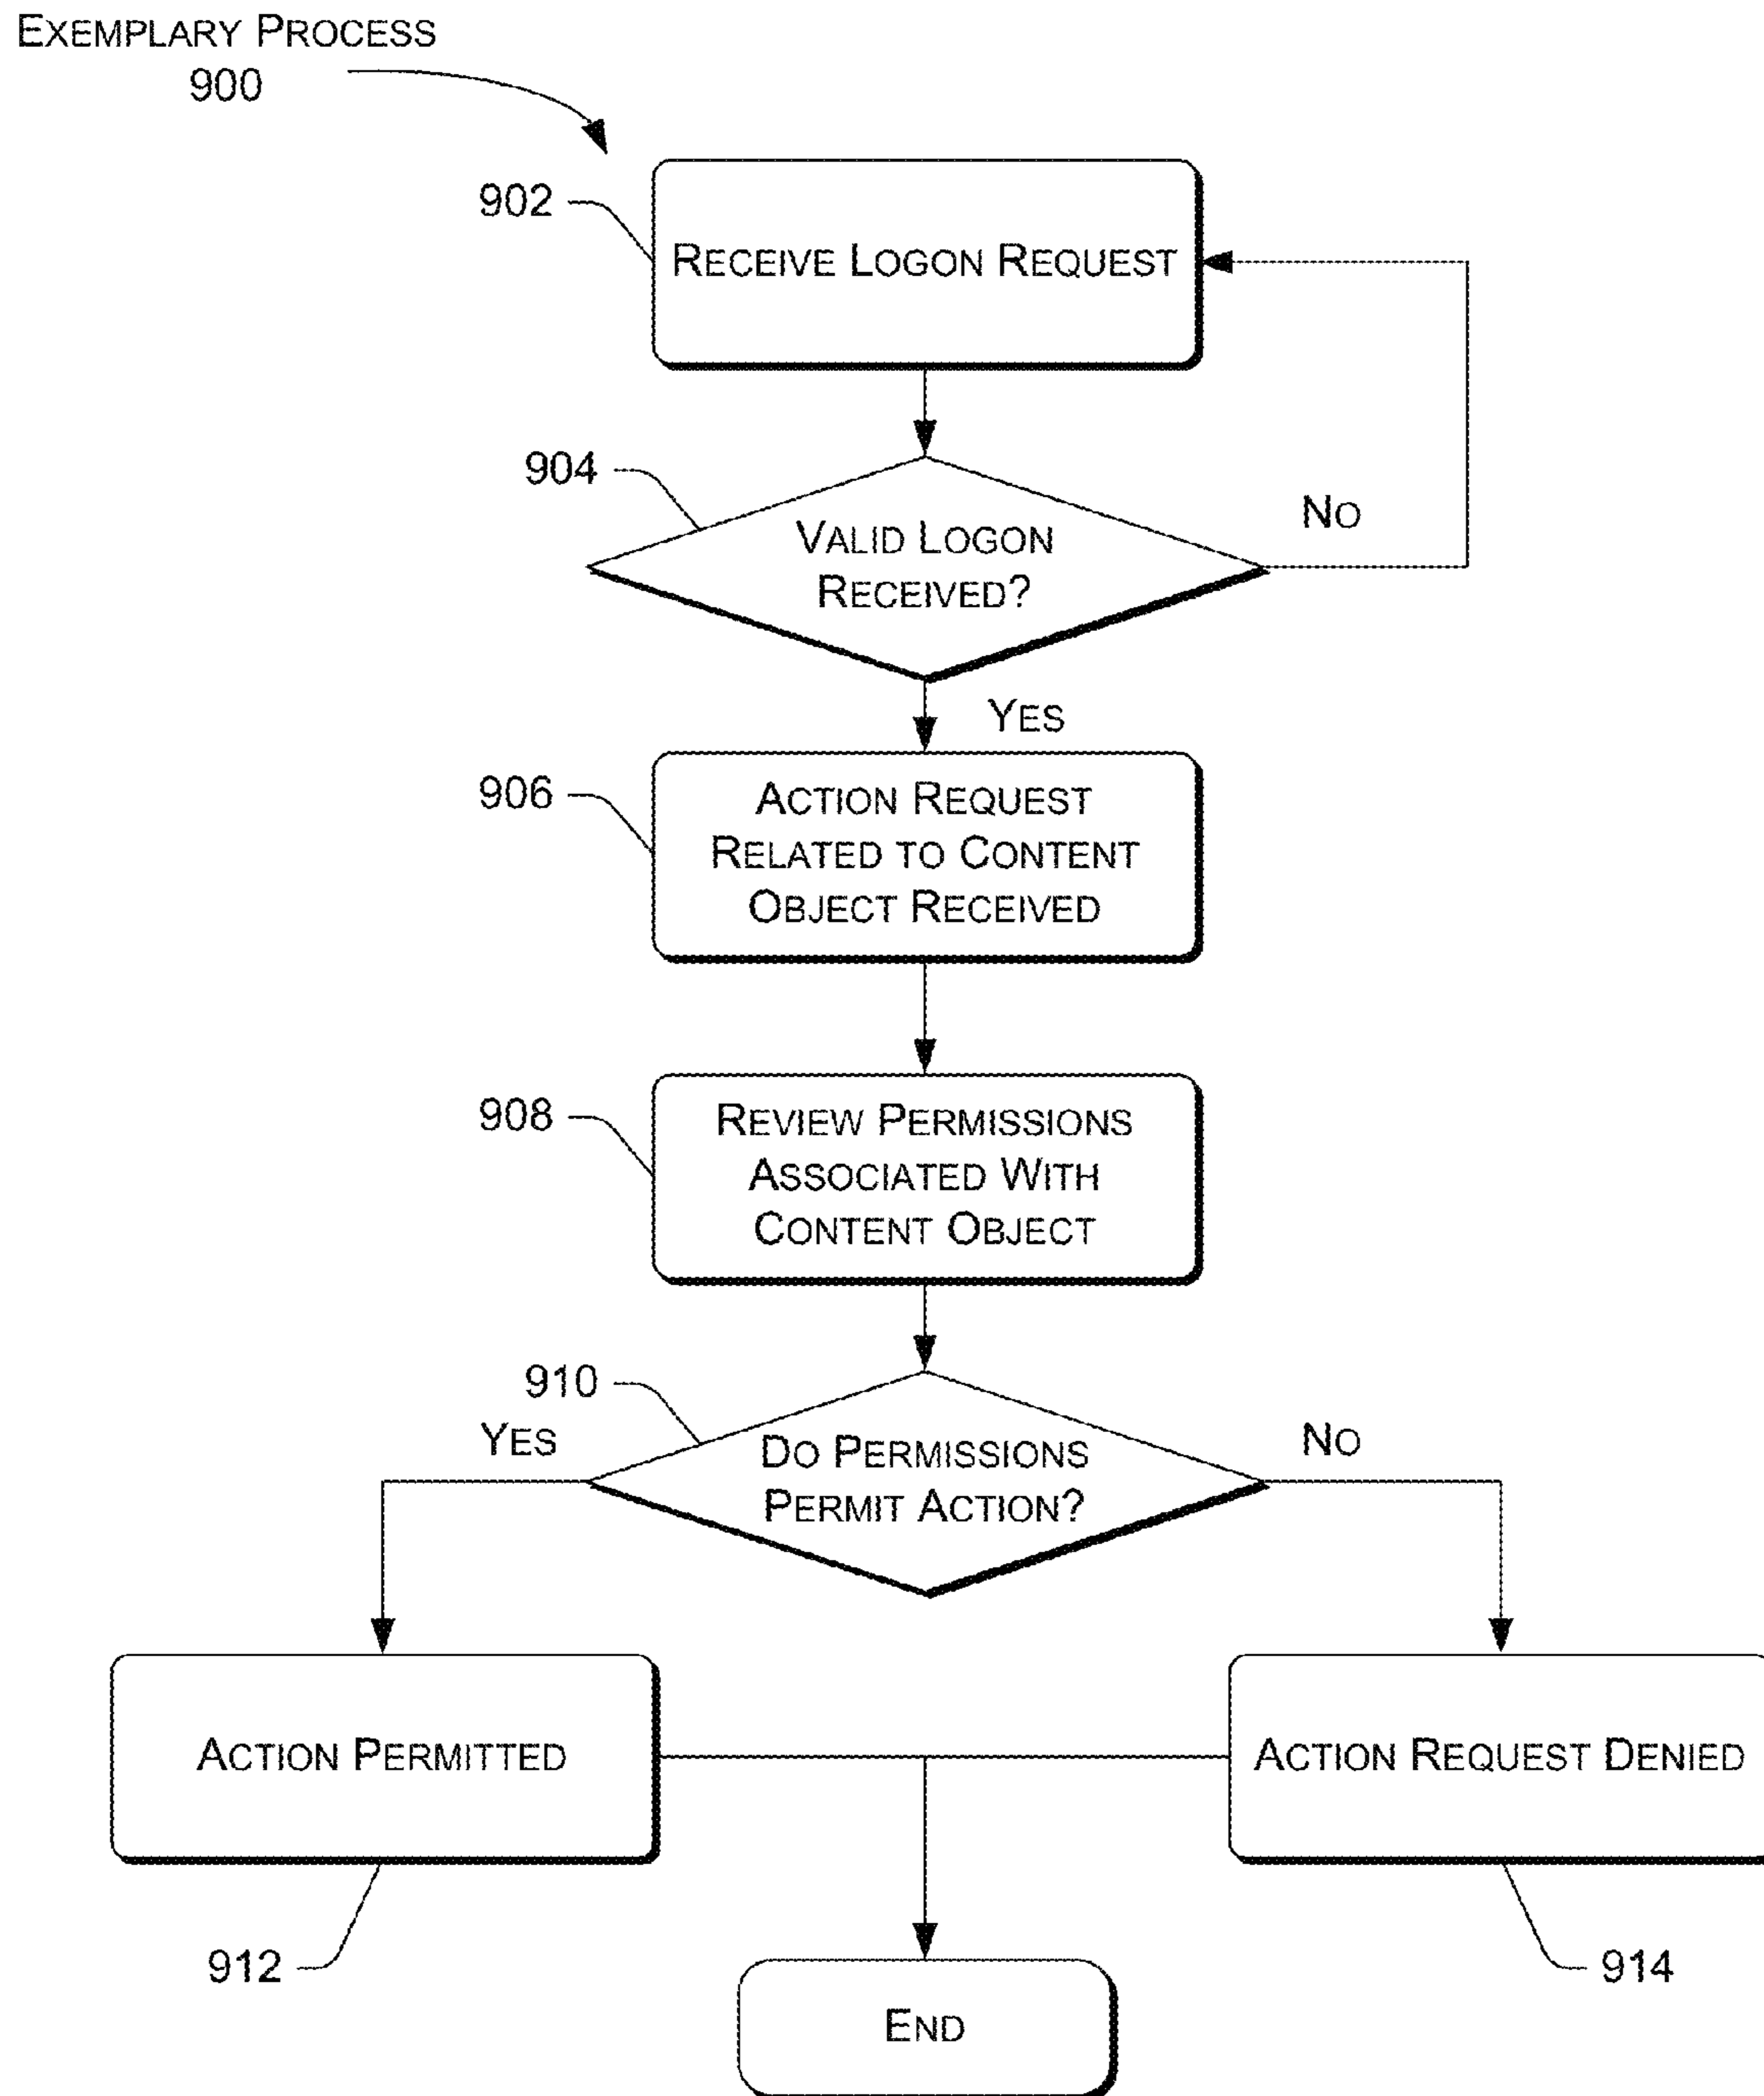 EXEMPLARY PROCESS
900
902
RECEIVE LOGON REQUEST
904
VALID LOGON
RECEIVED?
NO
YES
906
ACTION REQUEST
RELATED TO CONTENT
OBJECT RECEIVED
908
REVIEW PERMISSIONS
ASSOCIATED WITH
CONTENT OBJECT
910
YES
DO PERMISSIONS
PERMIT ACTION?
NO
ACTION PERMITTED
ACTION REQUEST DENIED
912
914
END